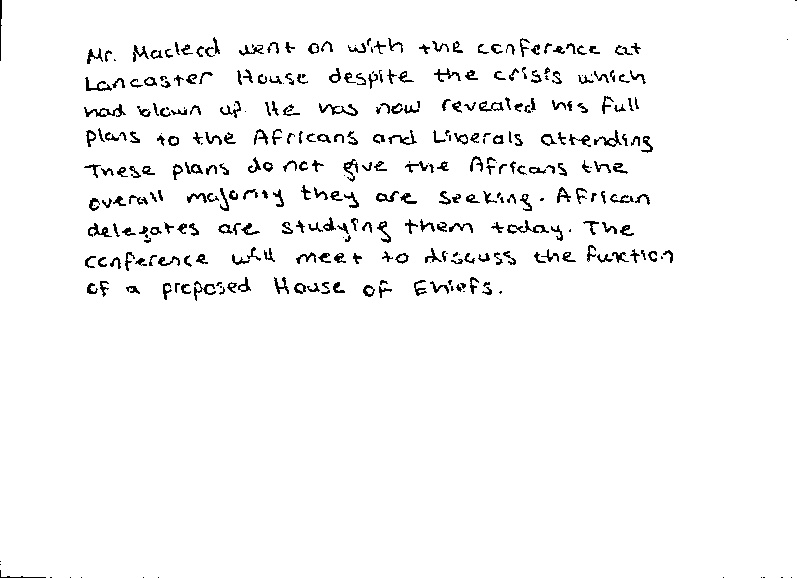 Mr. Macleod went on with the conference at
Lancaster House despite the crisis which
had blown up. He has now revealed his full
plans to the Africans and Liberals attending
These plans do not give the Africans the
overall majority they are seeking. African
delegates are studying them today. The
conference will meet to discuss the function
of a proposed House of Chiefs.